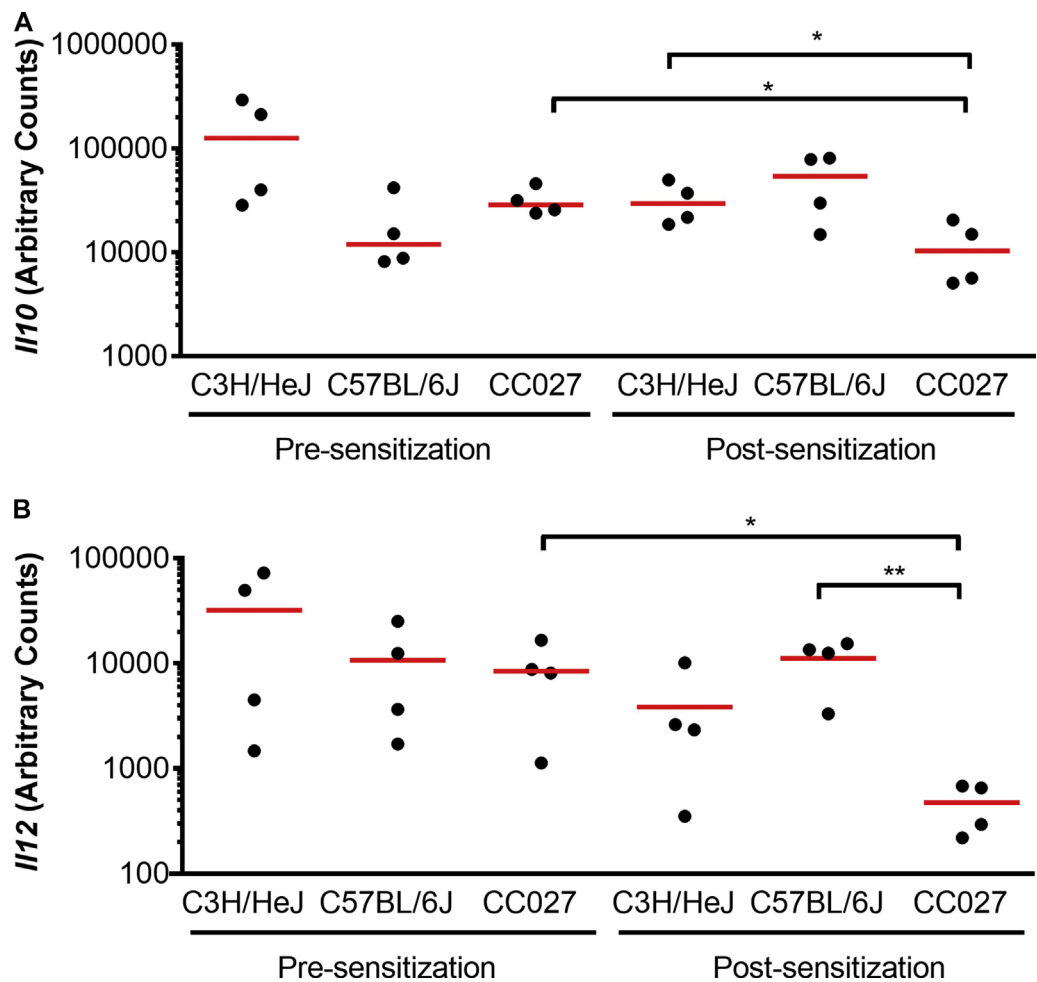 A
Il10 (Arbitrary Counts)
1000000
100000
10000
1000
*
*
C3H/HeJ C57BL/6J CC027 C3H/HeJ C57BL/6J CC027
Pre-sensitization Post-sensitization
B
Il12 (Arbitrary Counts)
100000
10000
1000
100
*
**
C3H/HeJ C57BL/6J CC027 C3H/HeJ C57BL/6J CC027
Pre-sensitization Post-sensitization